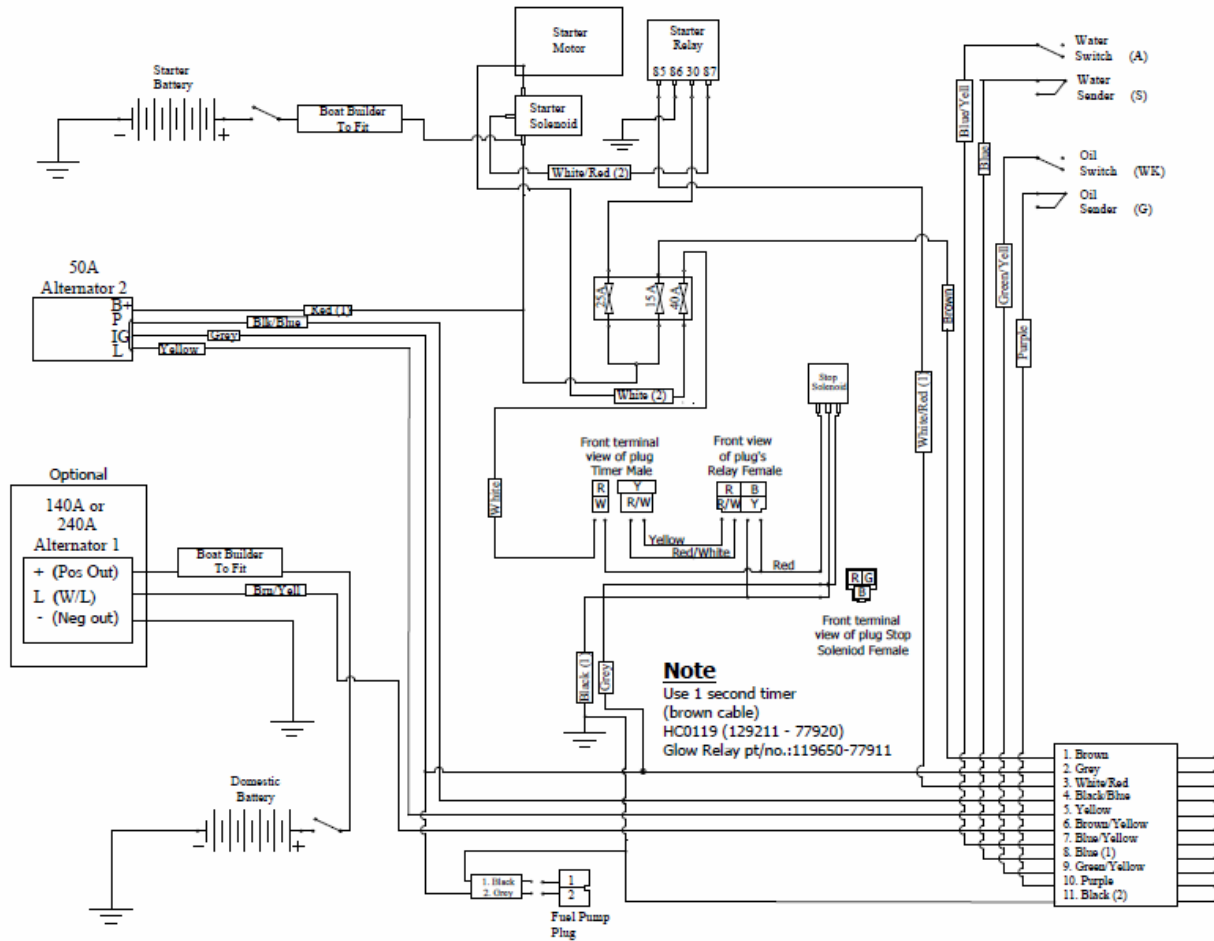 Starter
Motor
Starter
Relay
85 86 30 87
Water
Switch (A)
Water
Sender (S)
Starter
Battery
- +
Boat Builder
To Fit
Starter
Solenoid
White/Red (2)
Blue/Yell
Blue
Oil
Switch (WK)
Oil
Sender (G)
50A
Alternator 2
B+
P
IG
L
Red (1)
Blk/Blue
Grey
Yellow
25A
15A
40A
Brown
Green/Yell
Purple
White (2)
Stop
Solenoid
White/Red (1)
Front terminal
view of plug
Timer Male
R
W
Y
R/W
Front view
of plug's
Relay Female
R B
R/W Y
White
Yellow
Red/White
Red
Optional
140A or
240A
Alternator 1
+ (Pos Out)
L (W/L)
- (Neg out)
Boat Builder
To Fit
Brn/Yell
R G
B
Front terminal
view of plug Stop
Soleniod Female
Black (1)
Grey
Note
Use 1 second timer
(brown cable)
HC0119 (129211 - 77920)
Glow Relay pt/no.:119650-77911
Domestic
Battery
- +
1. Brown
2. Grey
3. White/Red
4. Black/Blue
5. Yellow
6. Brown/Yellow
7. Blue/Yellow
8. Blue (1)
9. Green/Yellow
10. Purple
11. Black (2)
1. Black
2. Grey
1
2
Fuel Pump
Plug